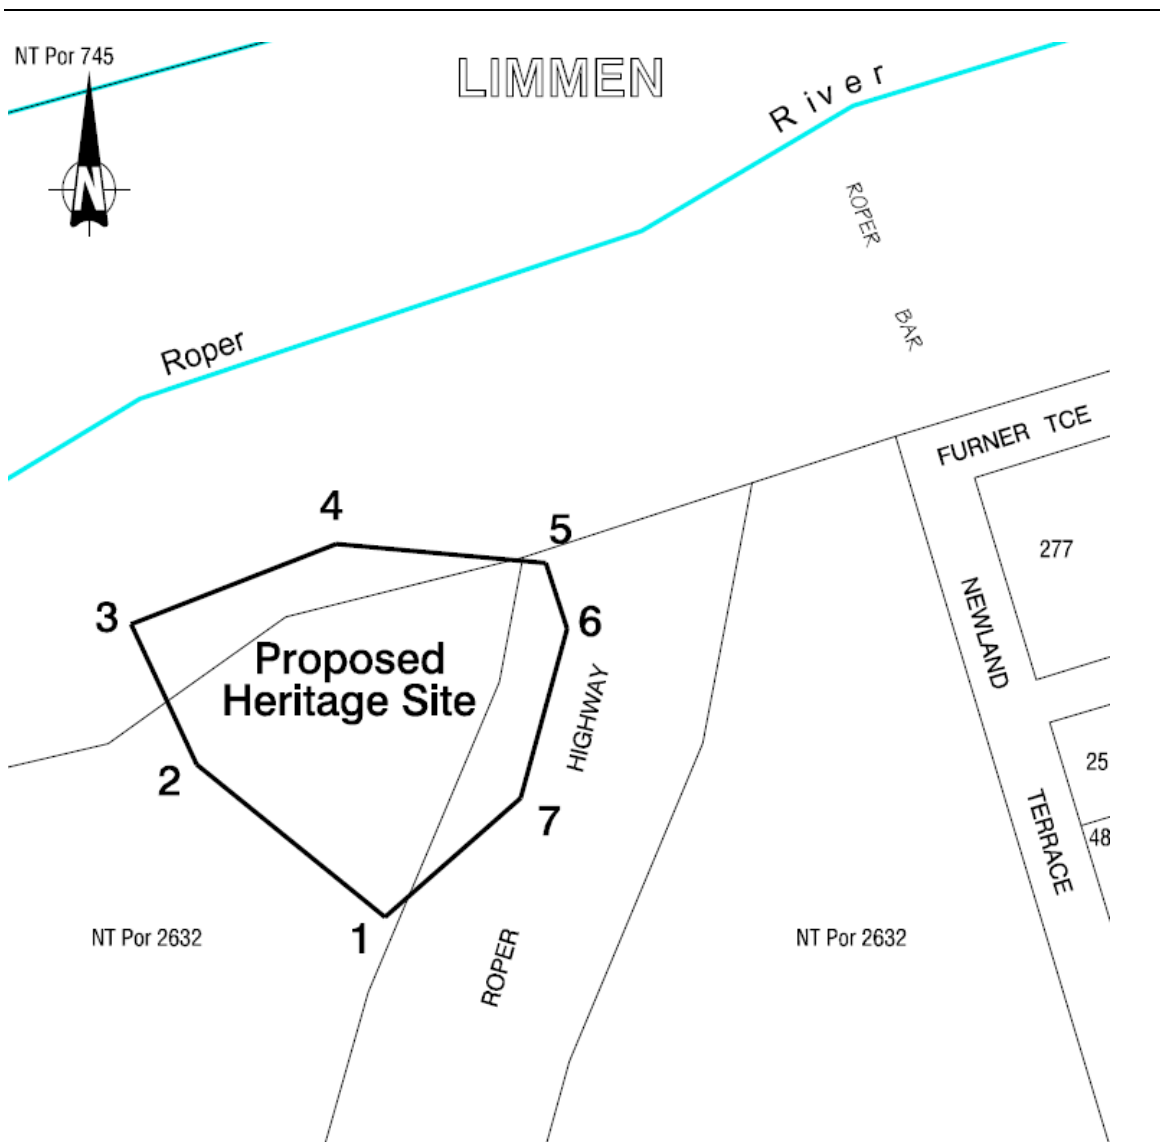 NT Por 745
LIMMEN
River
N
ROPER
BAR
Roper
FURNER TCE
4
5
277
3
6
NEWLAND
Proposed
Heritage Site
HIGHWAY
2
25
7
TERRACE
48
1
NT Por 2632
ROPER
NT Por 2632